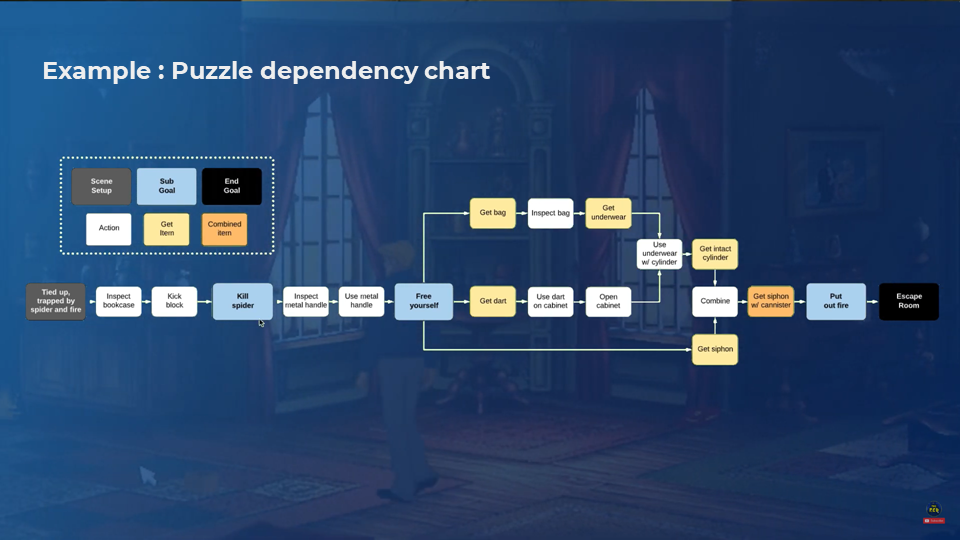 Example : Puzzle dependency chart
Scene
Setup
Sub
Goal
End
Goal
Action
Get
Item
Combined
item
Get bag
Inspect bag
Get
underwear
Use
underwear
w/ cylinder
Get intact
cylinder
Tied up,
trapped by
spider and fire
Inspect
bookcase
Kick
block
Kill
spider
Inspect
metal handle
Use metal
handle
Free
yourself
Get dart
Use dart
on cabinet
Open
cabinet
Combine
Get siphon
w/ cannister
Put
out fire
Escape
Room
Get siphon